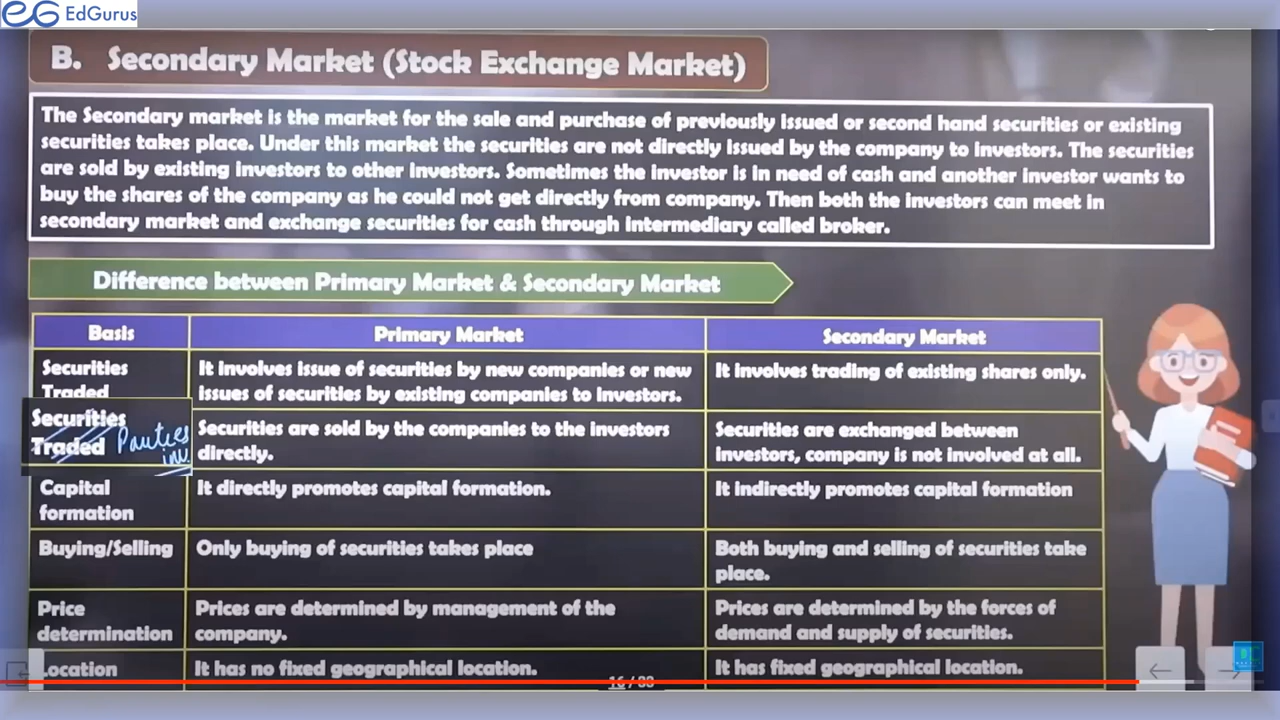 EdGurus
B. Secondary Market (Stock Exchange Market)
The Secondary market is the market for the sale and purchase of previously issued or second hand securities or existing
securities takes place. Under this market the securities are not directly issued by the company to investors. The securities
are sold by existing investors to other investors. Sometimes the investor is in need of cash and another investor wants to
buy the shares of the company as he could not get directly from company. Then both the investors can meet in
secondary market and exchange securities for cash through intermediary called broker.
Difference between Primary Market & Secondary Market
Basis
Primary Market
Secondary Market
Securities
Traded
It involves issue of securities by new companies or new
issues of securities by existing companies to investors.
It involves trading of existing shares only.
Securities
Traded Parties
inv.
Securities are sold by the companies to the investors
directly.
Securities are exchanged between
investors, company is not involved at all.
Capital
formation
It directly promotes capital formation.
It indirectly promotes capital formation
Buying/Selling
Only buying of securities takes place
Both buying and selling of securities take
place.
Price
determination
Prices are determined by management of the
company.
Prices are determined by the forces of
demand and supply of securities.
Location
It has no fixed geographical location.
It has fixed geographical location.